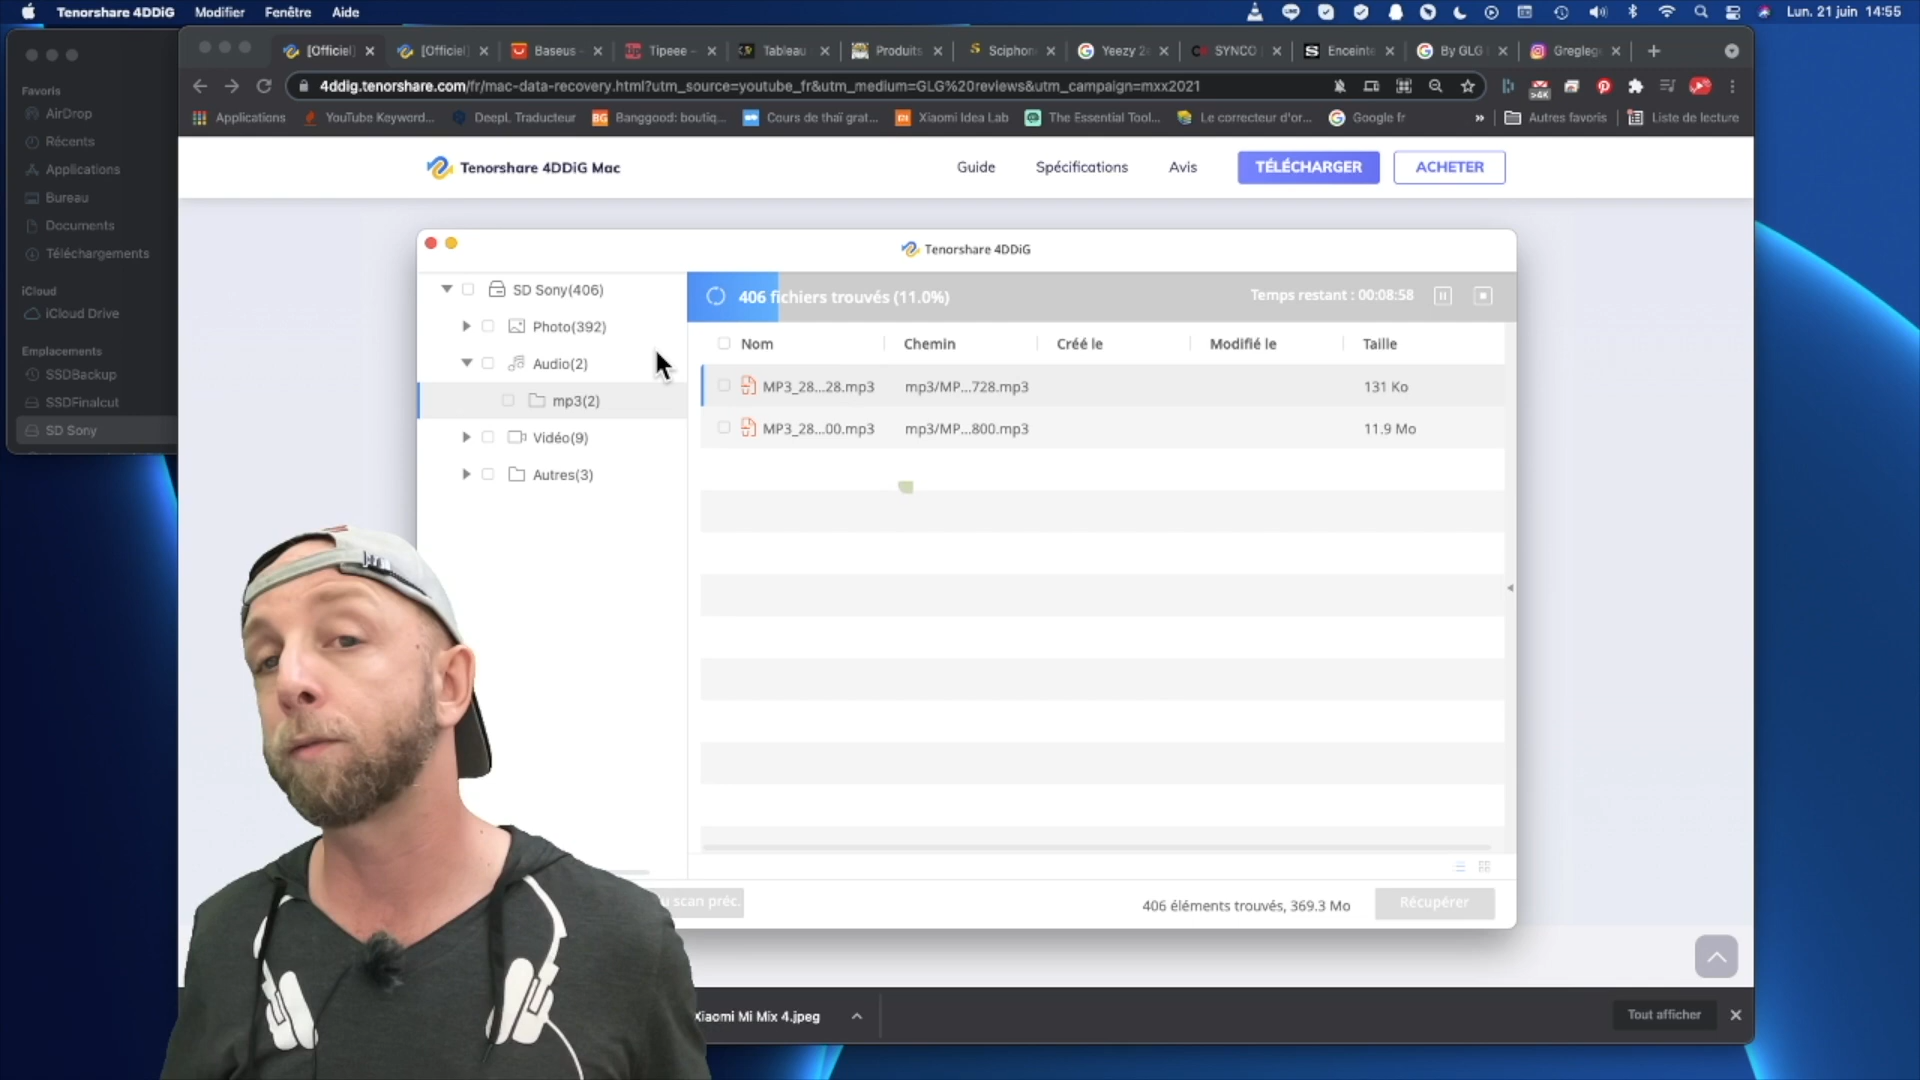 Tenorshare 4DDiG Modifier Fenêtre Aide Lun. 21 juin 14:55
[Officiel] [Officiel] Baseus - Tipeee - Tableau Produits Sciphon Yeezy SYNCO Enceinte By GLG Gregleg
4ddig.tenorshare.com/fr/mac-data-recovery.html?utm_source=youtube_fr&utm_medium=GLG%20reviews&utm_campaign=mxx2021
Applications YouTube Keyword... DeepL Traducteur Banggood: boutiq... Cours de thaï grat... Xiaomi Idea Lab The Essential Tool... Le correcteur d'or... Google fr » Autres favoris Liste de lecture
Favoris
AirDrop
Récents
Applications
Bureau
Documents
Téléchargements
iCloud
iCloud Drive
Emplacements
SSDBackup
SSDFinalcut
SD Sony
Tenorshare 4DDiG Mac Guide Spécifications Avis TÉLÉCHARGER ACHETER
Tenorshare 4DDiG
SD Sony(406)
Photo(392)
Audio(2)
mp3(2)
Vidéo(9)
Autres(3)
406 fichiers trouvés (11.0%) Temps restant : 00:08:58
Nom Chemin Créé le Modifié le Taille
MP3_28...28.mp3 mp3/MP...728.mp3 131 Ko
MP3_28...00.mp3 mp3/MP...800.mp3 11.9 Mo
scan préc. 406 éléments trouvés, 369.3 Mo Récupérer
Xiaomi Mi Mix 4.jpeg Tout afficher